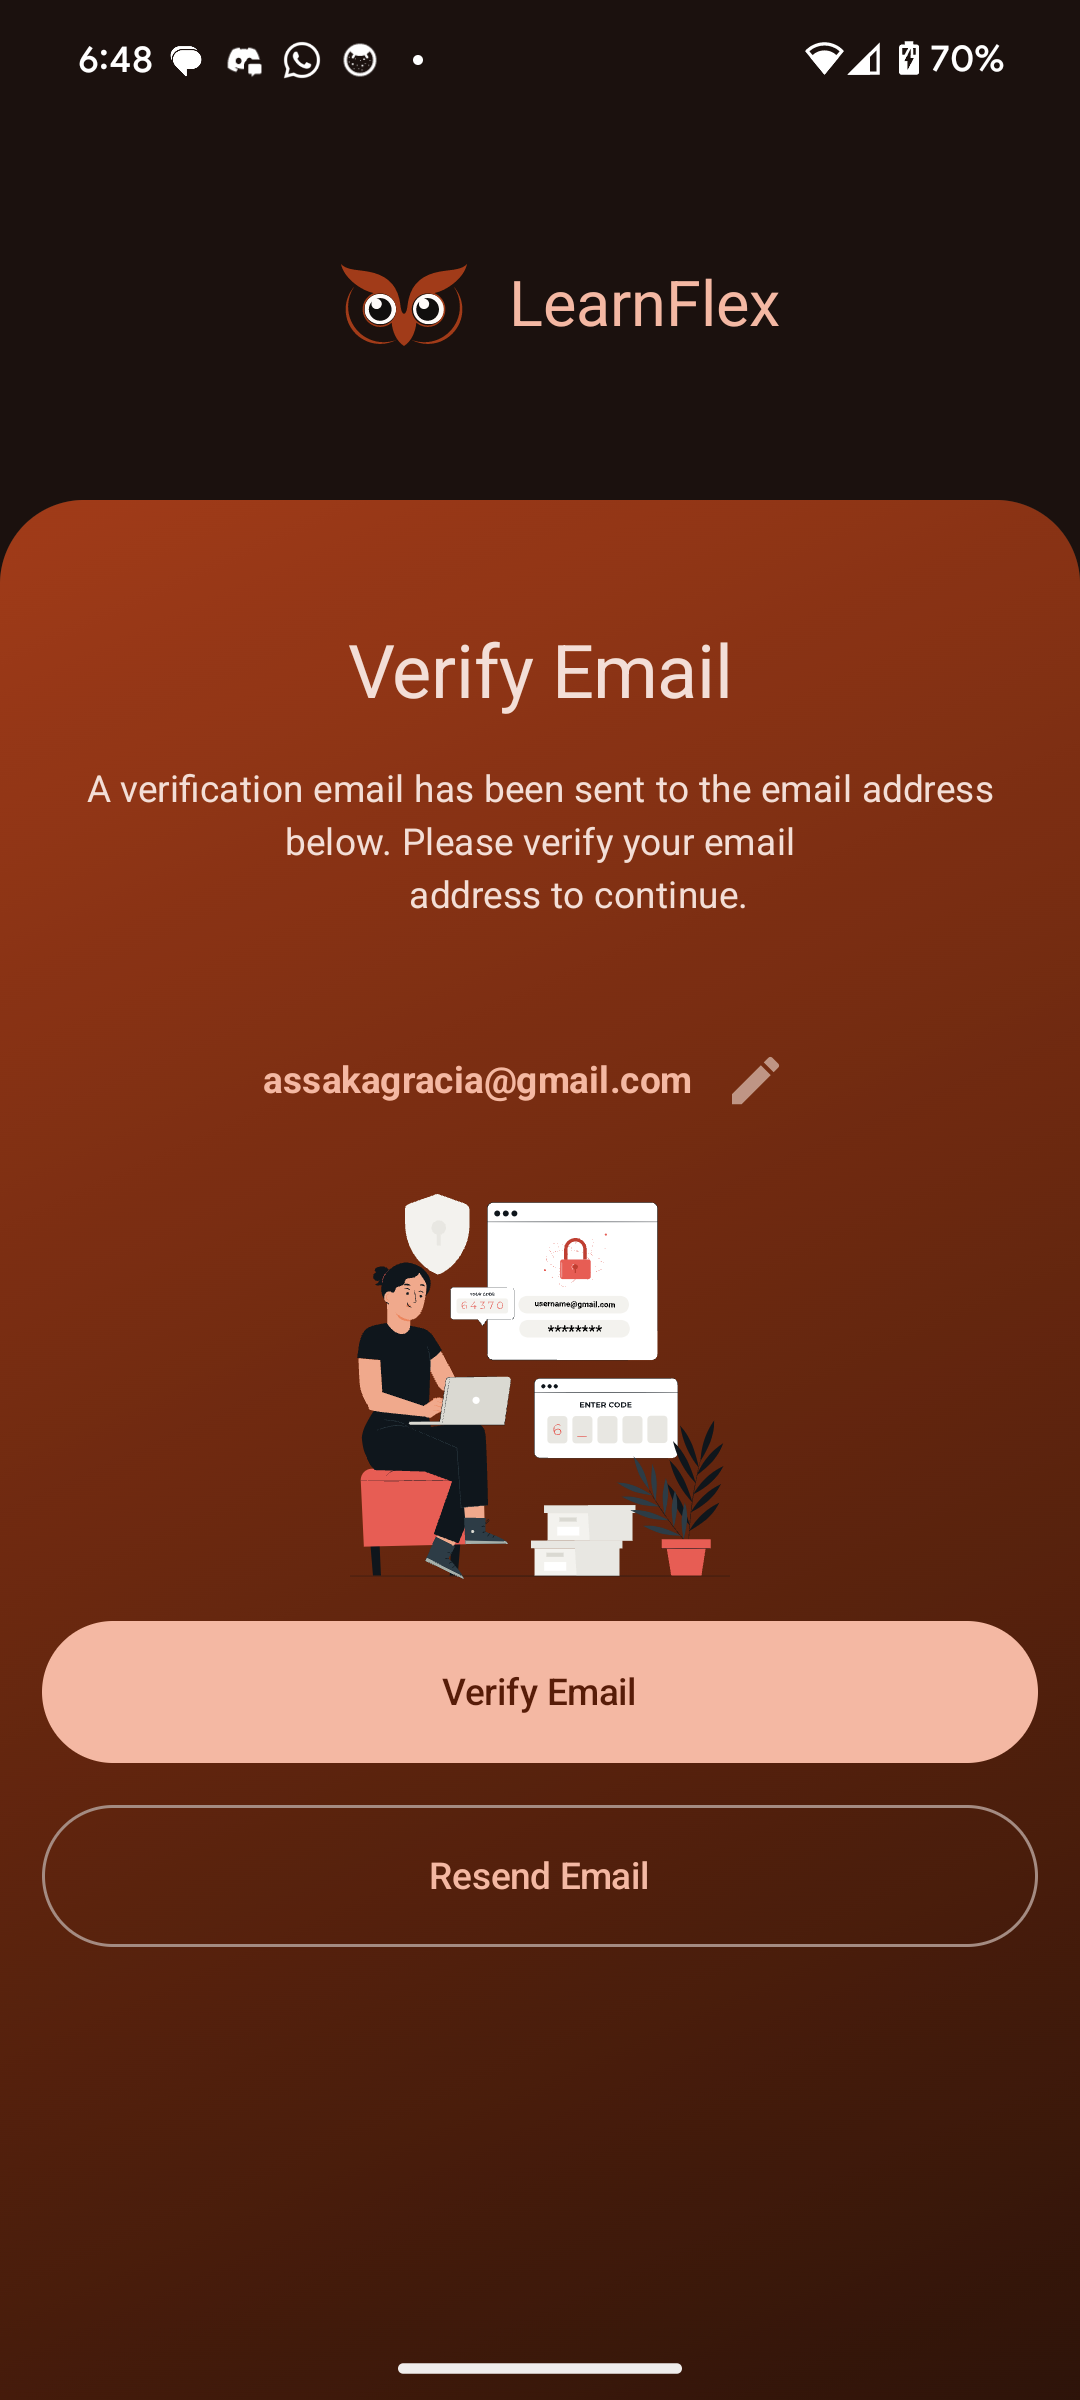 6:48
70%
LearnFlex
Verify Email
A verification email has been sent to the email address
below. Please verify your email
address to continue.
assakagracia@gmail.com
YOUR CODE
64370
username@gmail.com
********
ENTER CODE
6 _
Verify Email
Resend Email